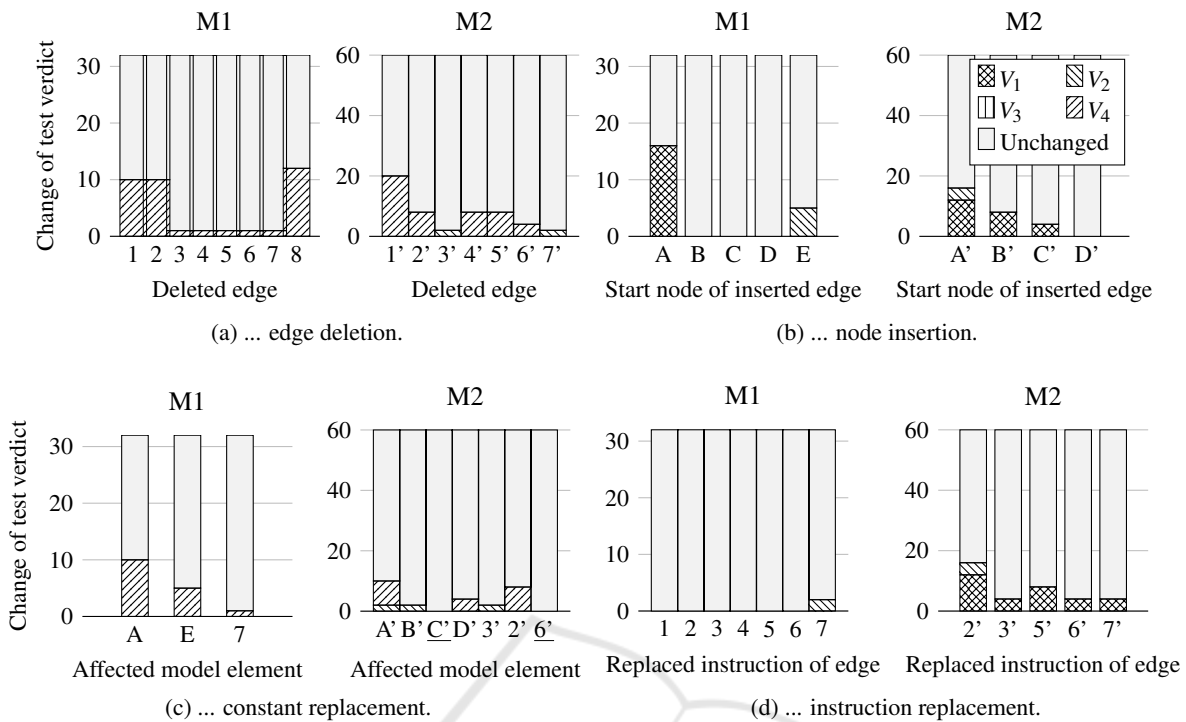 M1 M2 M1 M2
Change of test verdict
30
20
10
0
1 2 3 4 5 6 7 8
Deleted edge
60
40
20
0
1’ 2’ 3’ 4’ 5’ 6’ 7’
Deleted edge
30
20
10
0
A B C D E
Start node of inserted edge
60
40
20
0
A’ B’ C’ D’
Start node of inserted edge
V1 V2
V3 V4
Unchanged
(a) ... edge deletion.
(b) ... node insertion.
M1 M2 M1 M2
Change of test verdict
30
20
10
0
A E 7
Affected model element
60
40
20
0
A’ B’ C’ D’ 3’ 2’ 6’
Affected model element
30
20
10
0
1 2 3 4 5 6 7
Replaced instruction of edge
60
40
20
0
2’ 3’ 5’ 6’ 7’
Replaced instruction of edge
(c) ... constant replacement.
(d) ... instruction replacement.